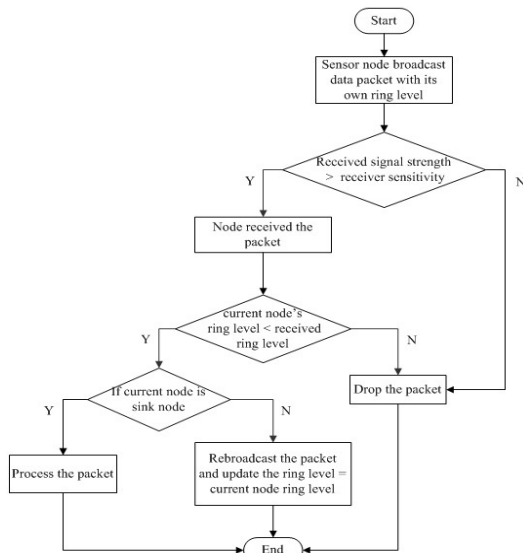 Start
Sensor node broadcast
data packet with its
own ring level
Received signal strength
> receiver sensitivity
Y
N
Node received the
packet
current node's
ring level < received
ring level
Y
N
If current node is
sink node
Drop the packet
Y
N
Process the packet
Rebroadcast the packet
and update the ring level =
current node ring level
End